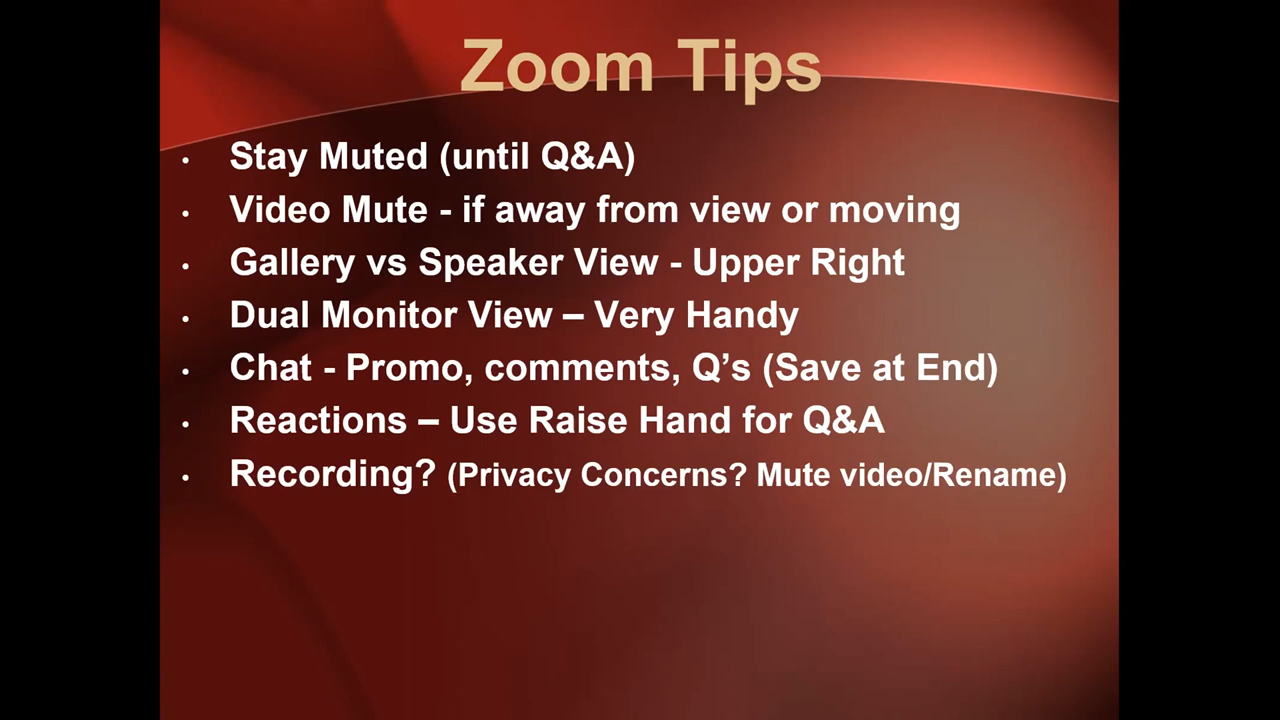 Zoom Tips
• Stay Muted (until Q&A)
• Video Mute - if away from view or moving
• Gallery vs Speaker View - Upper Right
• Dual Monitor View – Very Handy
• Chat - Promo, comments, Q’s (Save at End)
• Reactions – Use Raise Hand for Q&A
• Recording? (Privacy Concerns? Mute video/Rename)